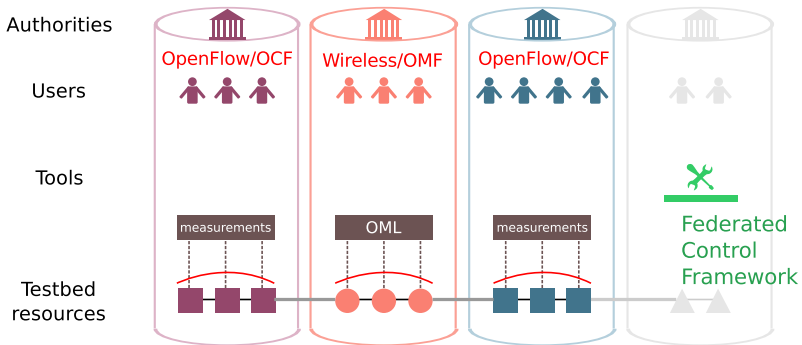 Authorities
OpenFlow/OCF
Wireless/OMF
OpenFlow/OCF
Users
Tools
measurements
OML
measurements
Federated
Control
Framework
Testbed
resources